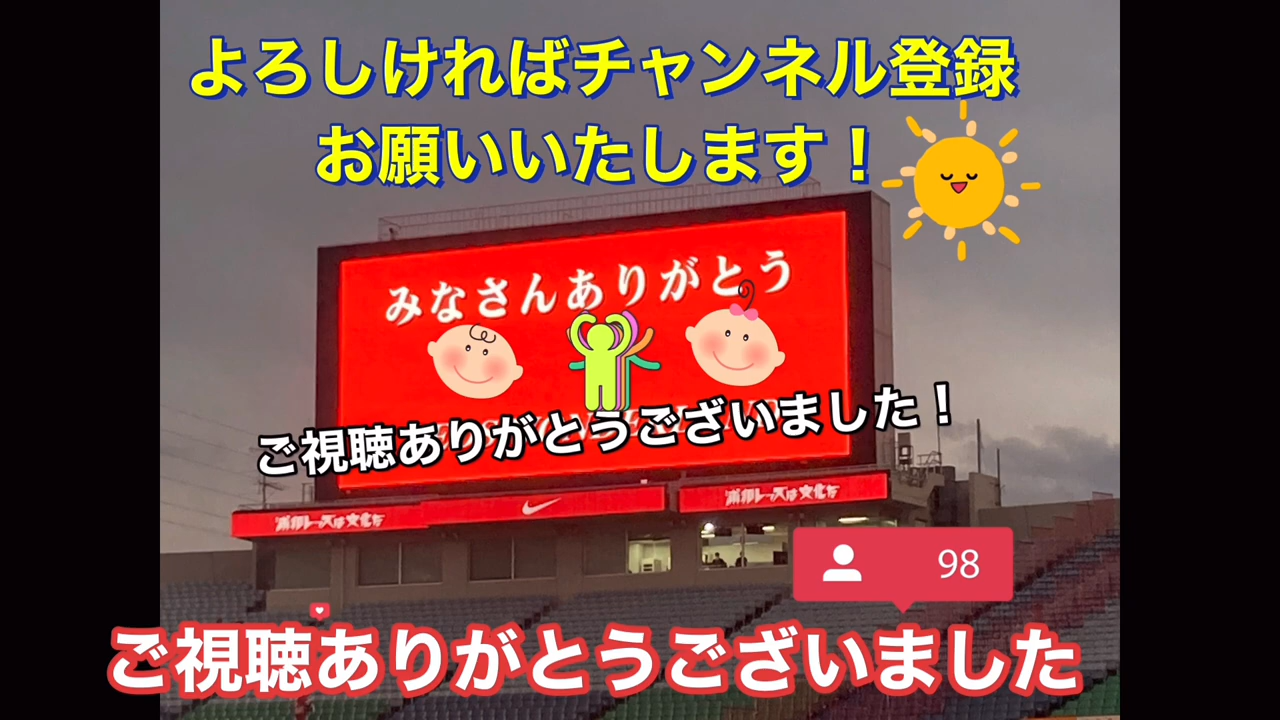 よろしければチャンネル登録
お願いいたします！
みなさんありがとう
ご視聴ありがとうございました！
98
ご視聴ありがとうございました